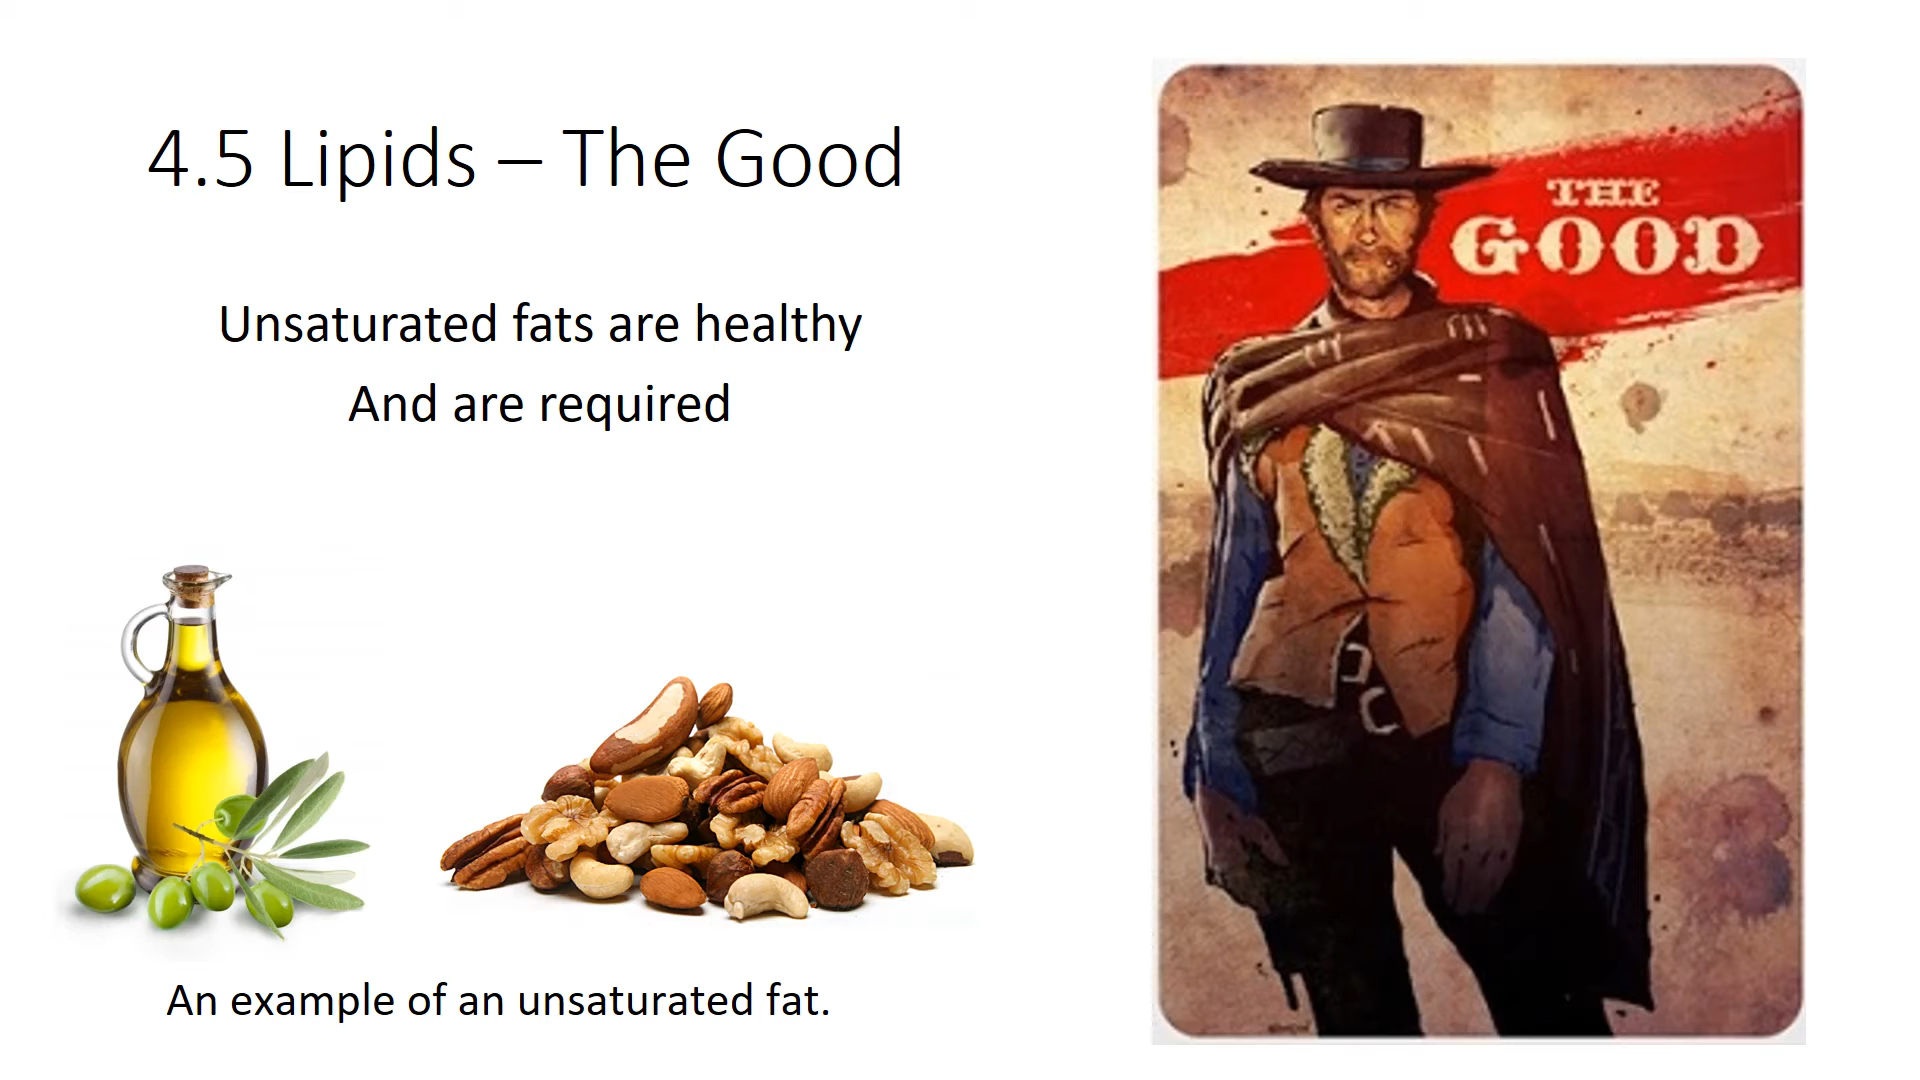 4.5 Lipids – The Good
Unsaturated fats are healthy
And are required
An example of an unsaturated fat.
THE
GOOD